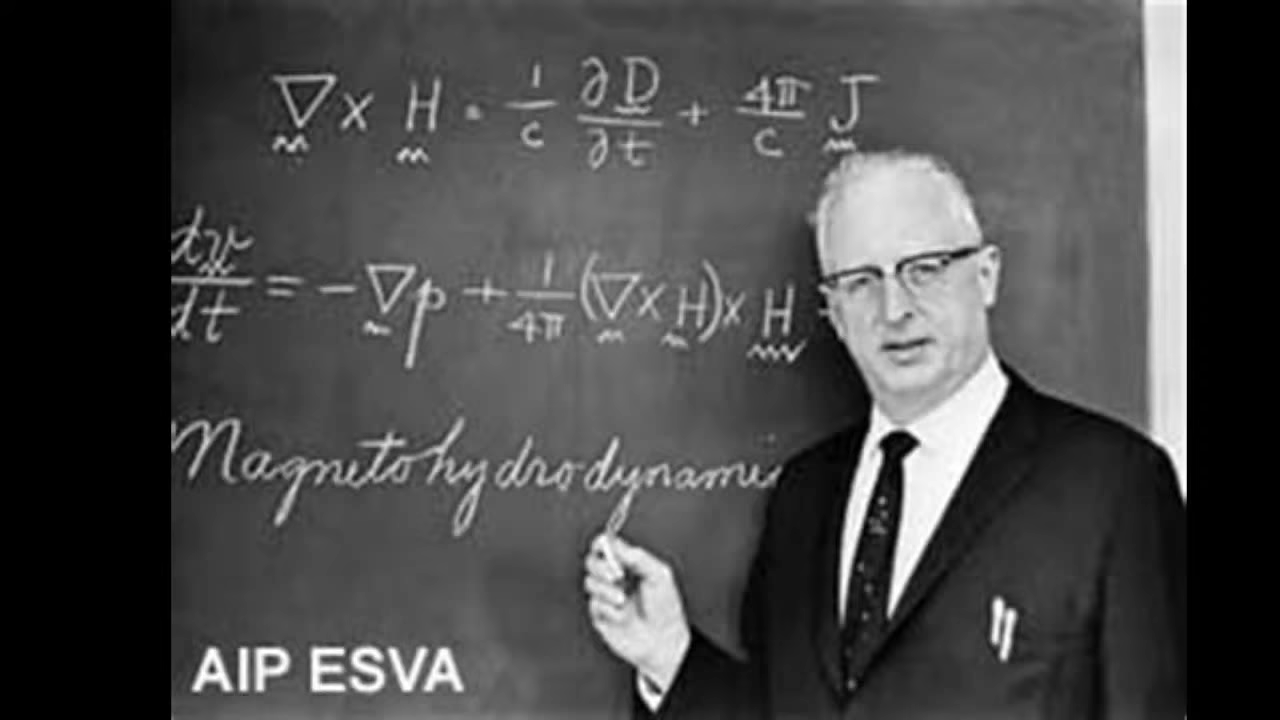 ∇ × H = 1/c ∂D/∂t + 4π/c J
dv/dt = -∇p + 1/4π (∇ × H) × H
Magnetohydrodynami
AIP ESVA